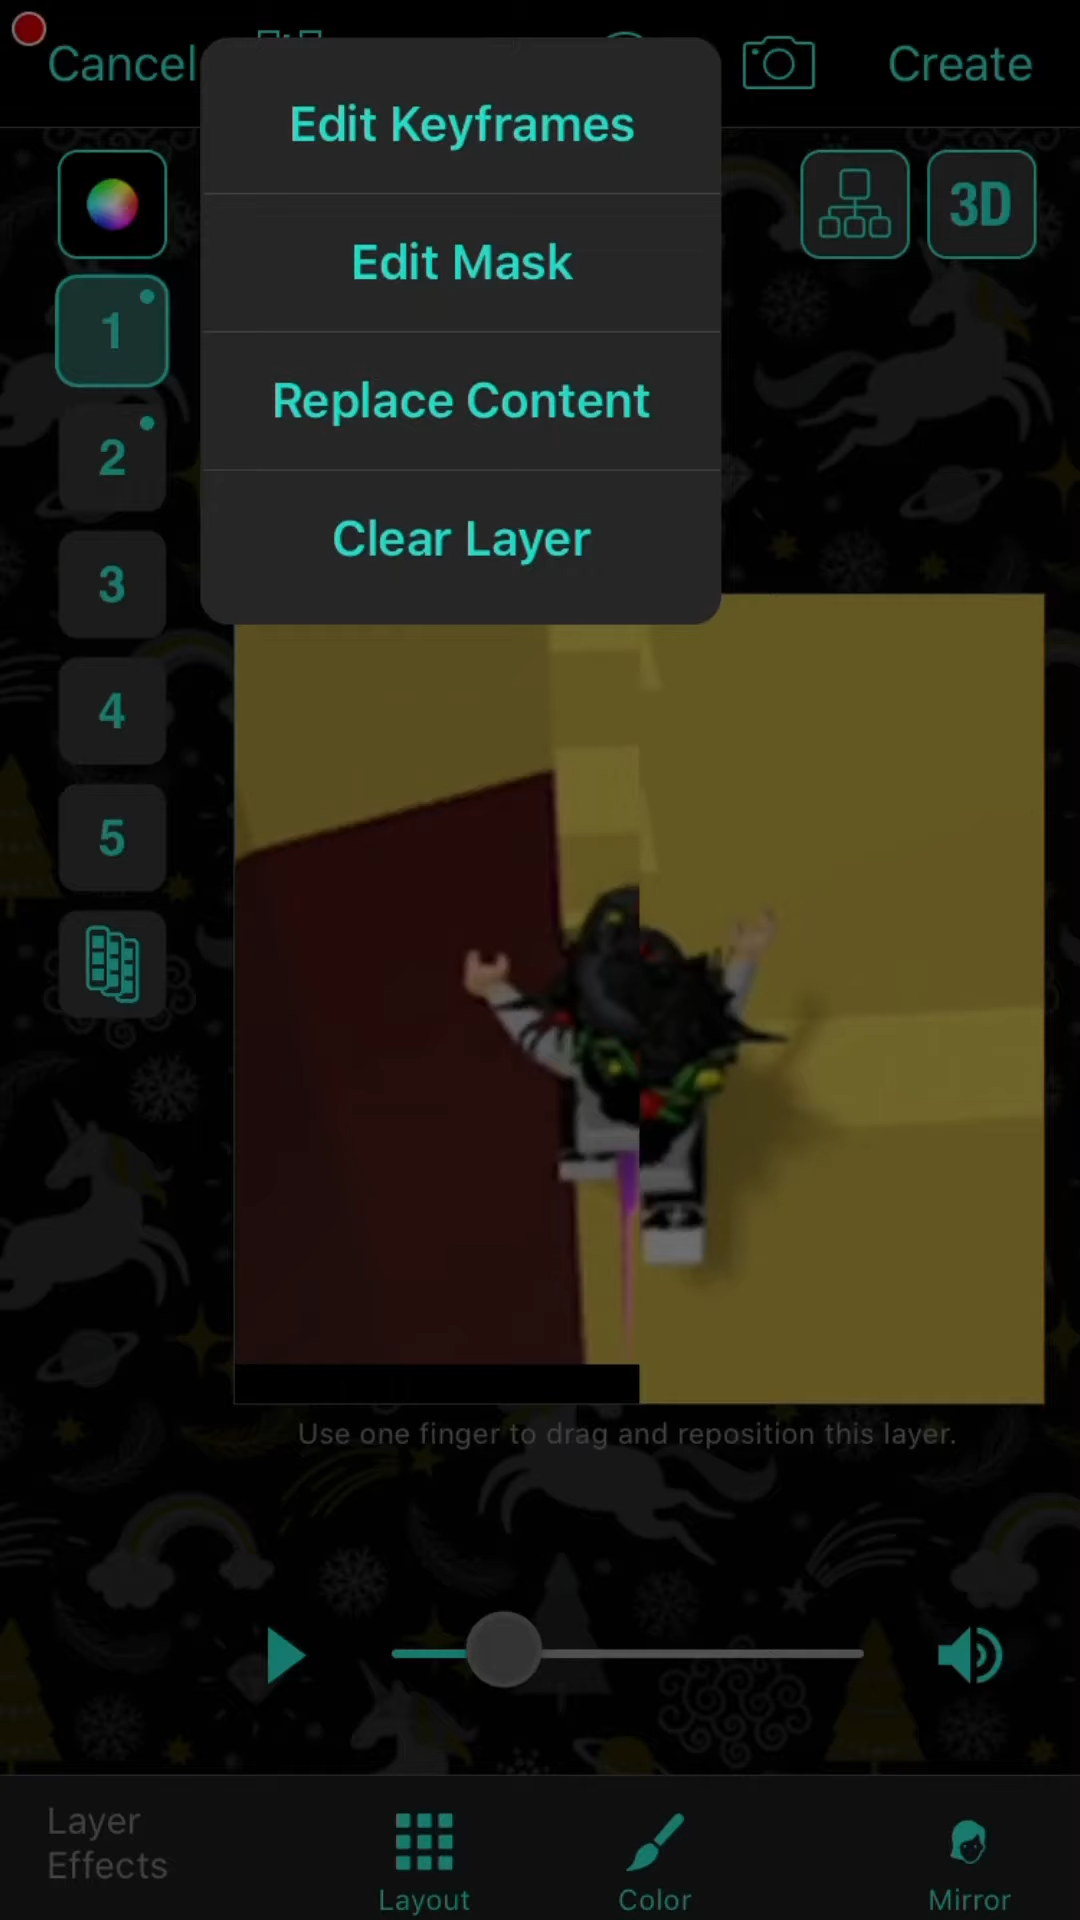 Cancel
Create
Edit Keyframes
Edit Mask
Replace Content
Clear Layer
3D
1
2
3
4
5
Use one finger to drag and reposition this layer.
Layer
Effects
Layout
Color
Mirror